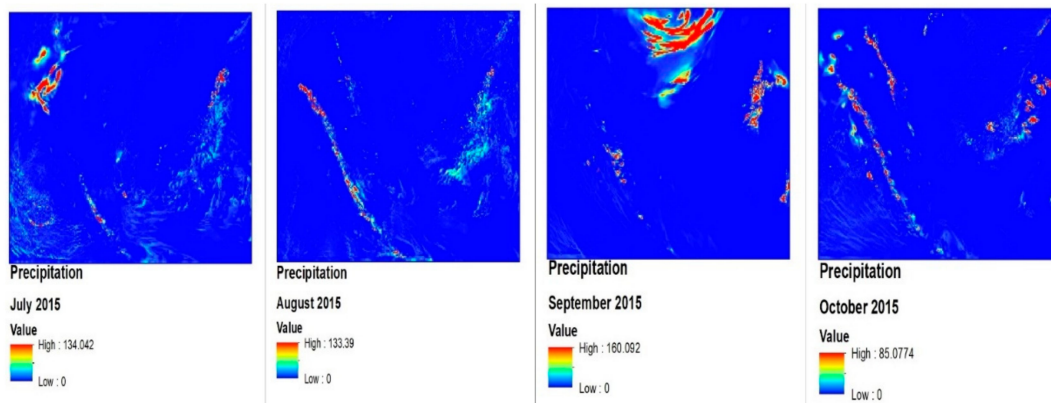 Precipitation
July 2015
Value
High : 134.042
Low : 0
Precipitation
August 2015
Value
High : 133.39
Low : 0
Precipitation
September 2015
Value
High : 160.092
Low : 0
Precipitation
October 2015
Value
High : 85.0774
Low : 0